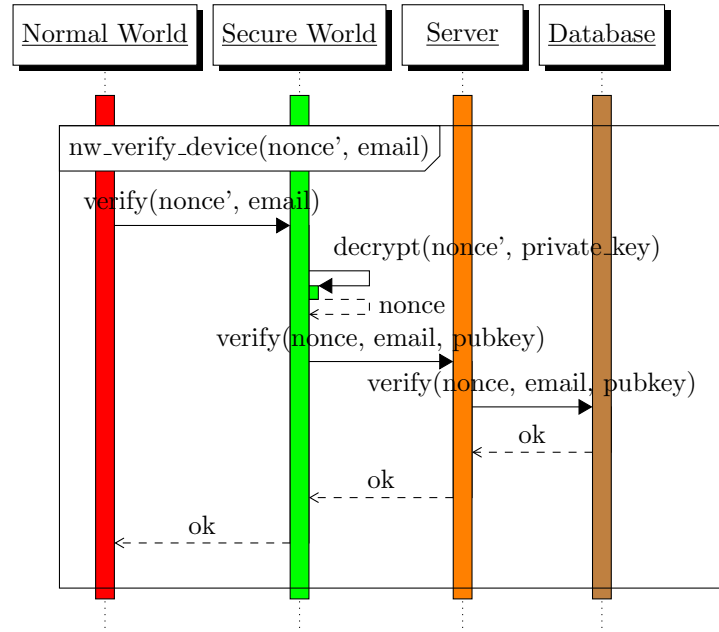 Normal World
Secure World
Server
Database
nw_verify_device(nonce’, email)
verify(nonce’, email)
decrypt(nonce’, private_key)
nonce
verify(nonce, email, pubkey)
verify(nonce, email, pubkey)
ok
ok
ok